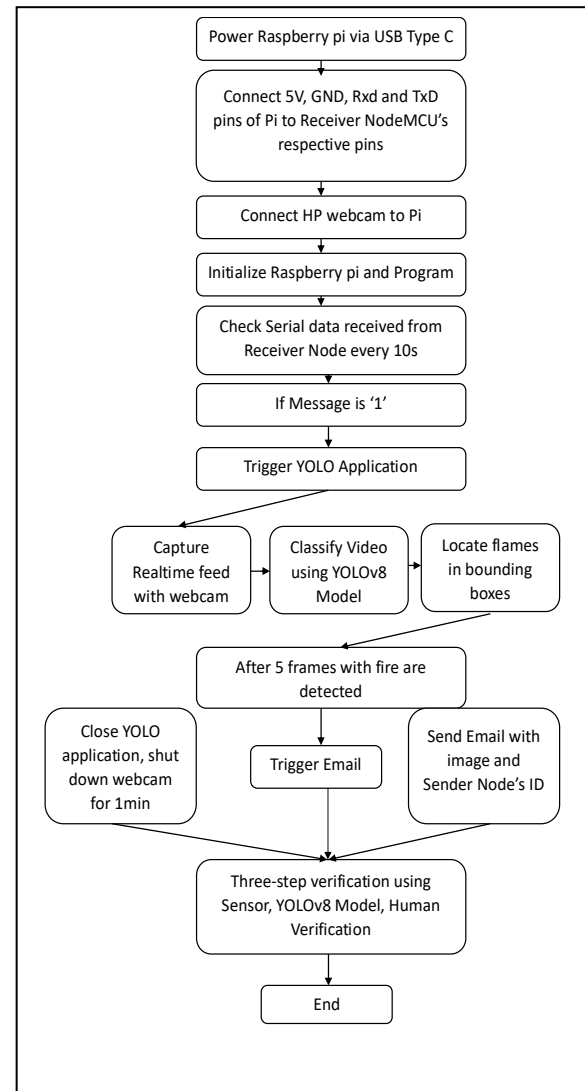 Power Raspberry pi via USB Type C
Connect 5V, GND, Rxd and TxD
pins of Pi to Receiver NodeMCU's
respective pins
Connect HP webcam to Pi
Initialize Raspberry pi and Program
Check Serial data received from
Receiver Node every 10s
If Message is ‘1’
Trigger YOLO Application
Capture
Realtime feed
with webcam
Classify Video
using YOLOv8
Model
Locate flames
in bounding
boxes
After 5 frames with fire are
detected
Close YOLO
application, shut
down webcam
for 1min
Trigger Email
Send Email with
image and
Sender Node's ID
Three-step verification using
Sensor, YOLOv8 Model, Human
Verification
End